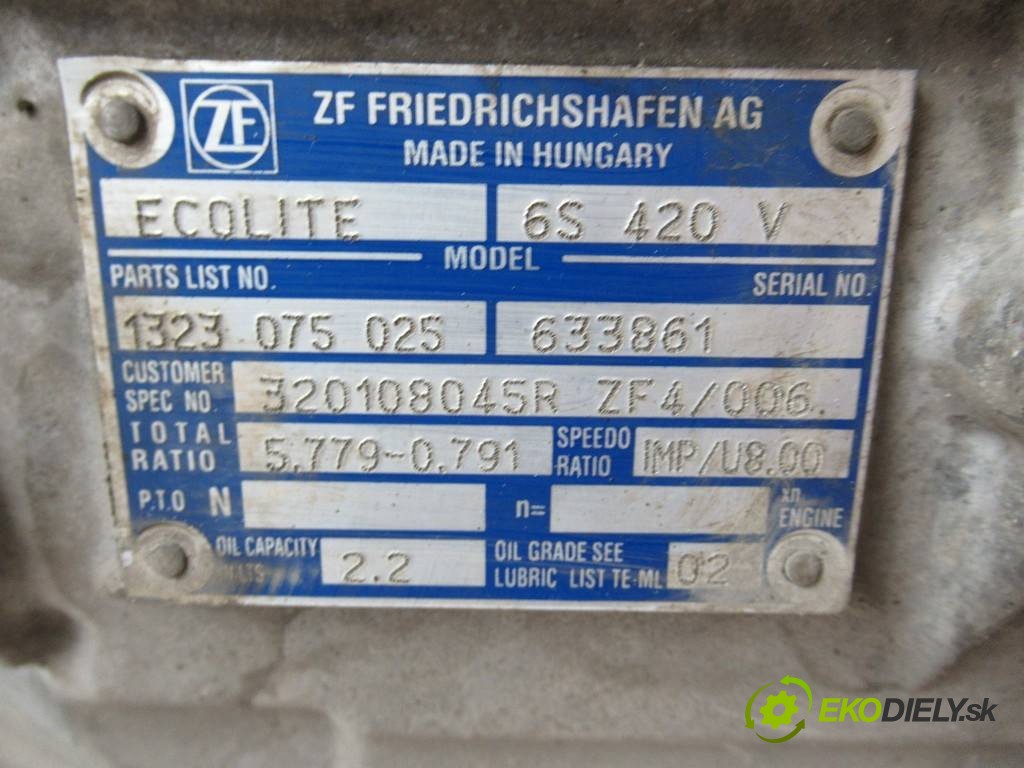 ZF
ZF FRIEDRICHSHAFEN AG
MADE IN HUNGARY
ECOLITE 6S 420 V
MODEL
PARTS LIST NO. SERIAL NO.
1323 075 025 633861
CUSTOMER
SPEC NO. 320108045R ZF4/006.
TOTAL
RATIO 5.779-0.791 SPEEDO
RATIO IMP/U8.00
P.T.O N n= xn
ENGINE
OIL CAPACITY
2.2 OIL GRADE SEE
LUBRIC LIST TE-ML 02
EKODIELY.sk